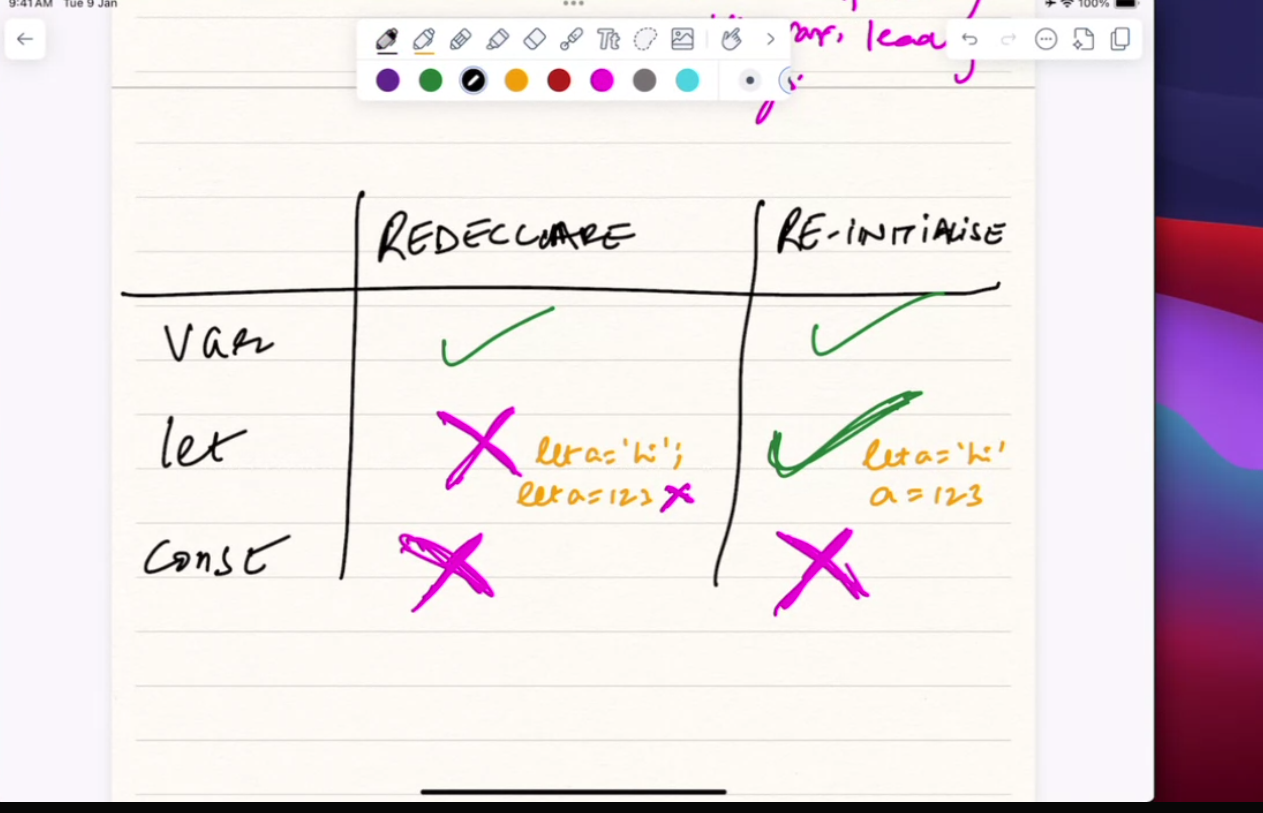 9:41 AM Tue 9 Jan
100%
lead
Tt
REDECLARE
RE-INITIALISE
var
let
let a = 'hi';
let a = 123
let a = 'hi'
a = 123
const